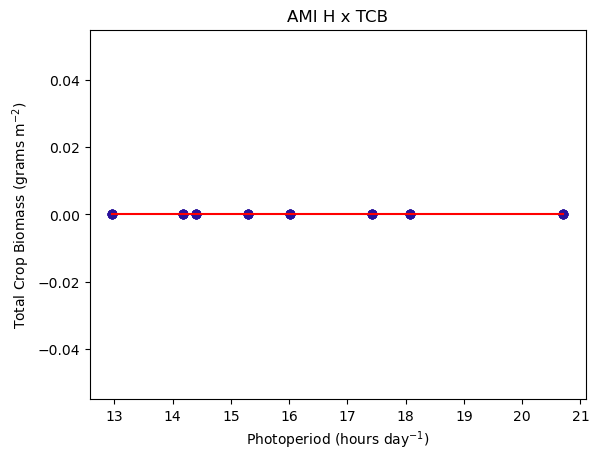 AMI H x TCB
Total Crop Biomass (grams m⁻²)
0.04
0.02
0.00
−0.02
−0.04
13 14 15 16 17 18 19 20 21
Photoperiod (hours day⁻¹)